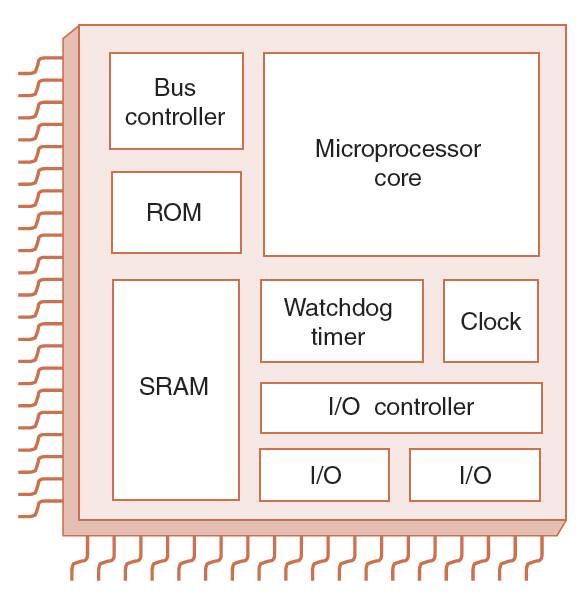 Bus
controller
Microprocessor
core
ROM
SRAM
Watchdog
timer
Clock
I/O controller
I/O
I/O